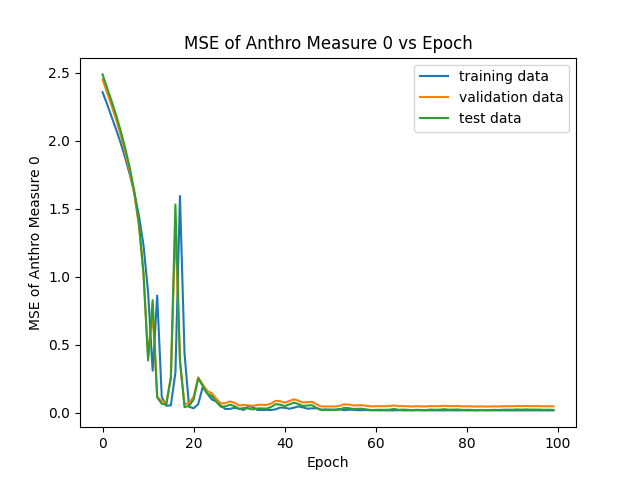 MSE of Anthro Measure 0 vs Epoch
training data
validation data
test data
MSE of Anthro Measure 0
2.5
2.0
1.5
1.0
0.5
0.0
0
20
40
60
80
100
Epoch